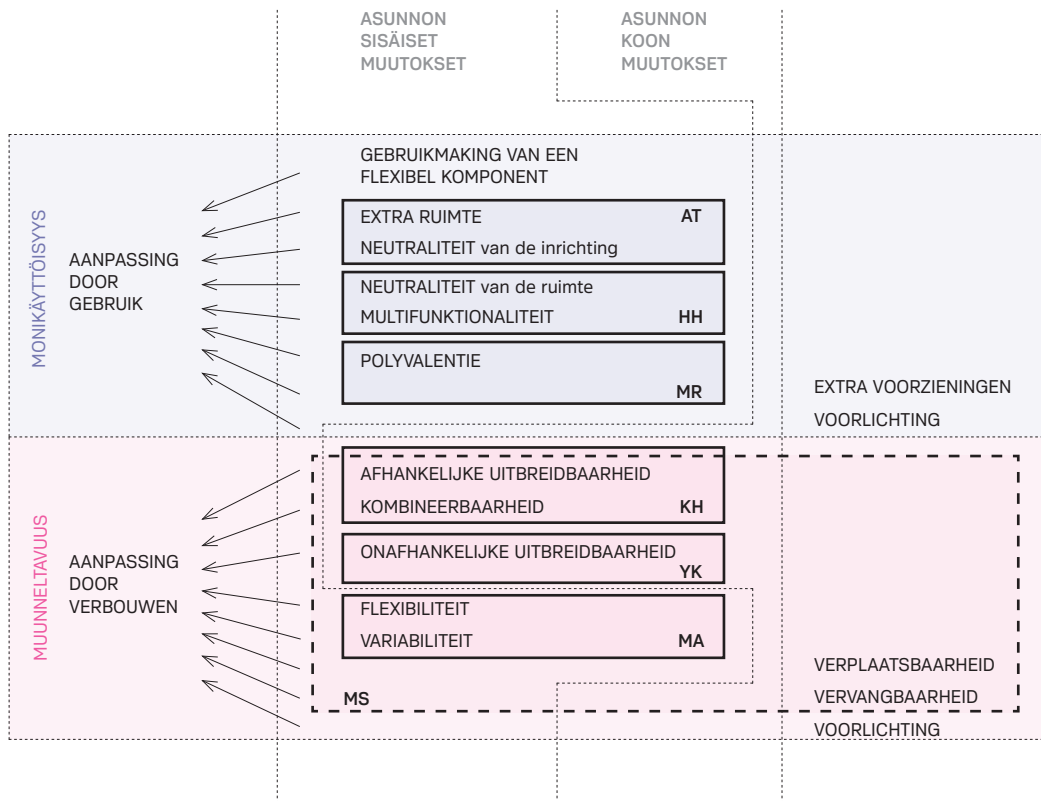 ASUNNON
SISÄISET
MUUTOKSET
ASUNNON
KOON
MUUTOKSET
MONIKÄYTTÖISYYS
AANPASSING
DOOR
GEBRUIK
GEBRUIKMAKING VAN EEN
FLEXIBEL KOMPONENT
EXTRA RUIMTE AT
NEUTRALITEIT van de inrichting
NEUTRALITEIT van de ruimte
MULTIFUNKTIONALITEIT HH
POLYVALENTIE
MR
EXTRA VOORZIENINGEN
VOORLICHTING
MUUNNELTAVUUS
AANPASSING
DOOR
VERBOUWEN
AFHANKELIJKE UITBREIDBAARHEID
KOMBINEERBAARHEID KH
ONAFHANKELIJKE UITBREIDBAARHEID
YK
FLEXIBILITEIT
VARIABILITEIT MA
MS
VERPLAATSBAARHEID
VERVANGBAARHEID
VOORLICHTING